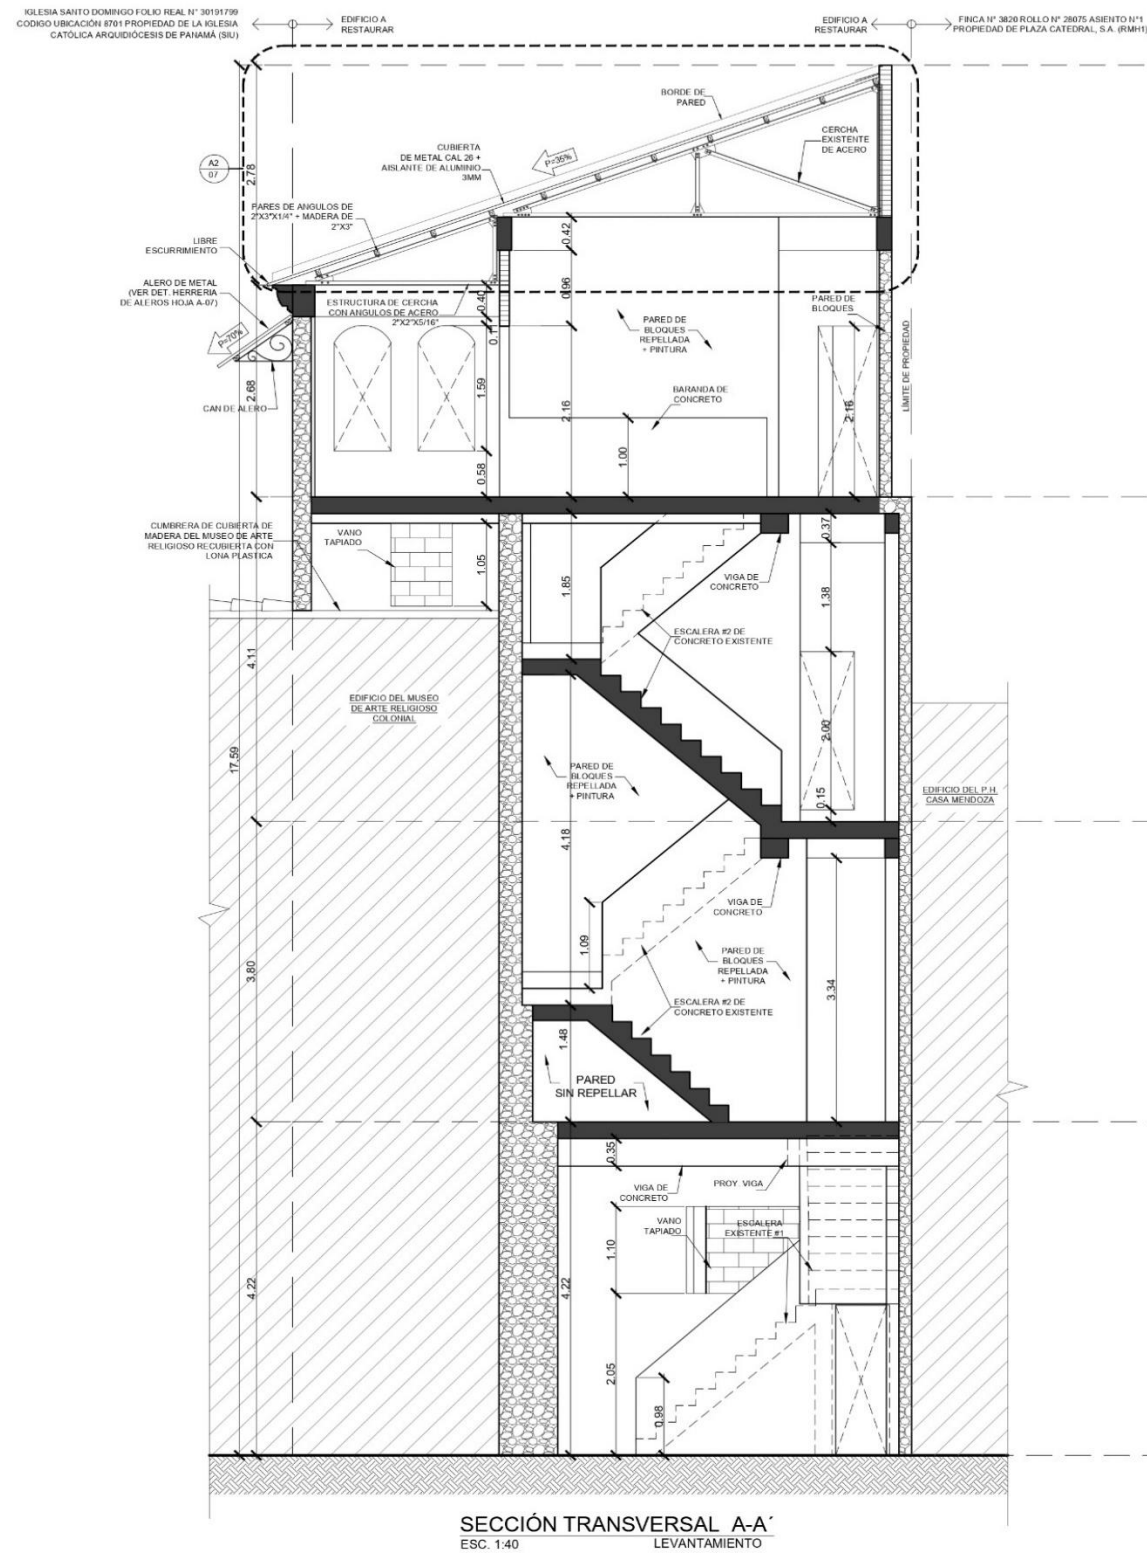 IGLESIA SANTO DOMINGO FOLIO REAL N° 30191799
CODIGO UBICACIÓN 8701 PROPIEDAD DE LA IGLESIA
CATÓLICA ARQUIDIÓCESIS DE PANAMÁ (SIU)
EDIFICIO A
RESTAURAR
EDIFICIO A
RESTAURAR
FINCA N° 3820 ROLLO N° 28075 ASIENTO N°1
PROPIEDAD DE PLAZA CATEDRAL, S.A. (RMH1)
BORDE DE
PARED
CERCHA
EXISTENTE
DE ACERO
CUBIERTA
DE METAL CAL 26 +
AISLANTE DE ALUMINIO
3MM
P=35%
A2
07
2.78
PARES DE ANGULOS DE
2"X3"X1/4" + MADERA DE
2"X3"
LIBRE
ESCURRIMIENTO
ALERO DE METAL
(VER DET. HERRERIA
DE ALEROS HOJA A-07)
P=70%
CAN DE ALERO
2.68
ESTRUCTURA DE CERCHA
CON ANGULOS DE ACERO
2"X2"X5/16"
0.42
0.96
0.40
0.11
1.59
0.58
2.16
PARED DE
BLOQUES
REPELLADA
+ PINTURA
BARANDA DE
CONCRETO
1.00
PARED DE
BLOQUES
LÍMITE DE PROPIEDAD
2.16
CUMBRERA DE CUBIERTA DE
MADERA DEL MUSEO DE ARTE
RELIGIOSO RECUBIERTA CON
LONA PLASTICA
VANO
TAPIADO
1.05
1.85
0.37
VIGA DE
CONCRETO
1.38
ESCALERA #2 DE
CONCRETO EXISTENTE
4.11
EDIFICIO DEL MUSEO
DE ARTE RELIGIOSO
COLONIAL
17.59
2.00
0.15
PARED DE
BLOQUES
REPELLADA
+ PINTURA
EDIFICIO DEL P.H.
CASA MENDOZA
4.18
VIGA DE
CONCRETO
1.09
PARED DE
BLOQUES
REPELLADA
+ PINTURA
3.80
3.34
ESCALERA #2 DE
CONCRETO EXISTENTE
1.48
PARED
SIN REPELLAR
0.35
VIGA DE
CONCRETO
PROY. VIGA
VANO
TAPIADO
ESCALERA
EXISTENTE #1
1.10
4.22
4.22
2.05
0.98
SECCIÓN TRANSVERSAL A-A´
ESC. 1:40
LEVANTAMIENTO